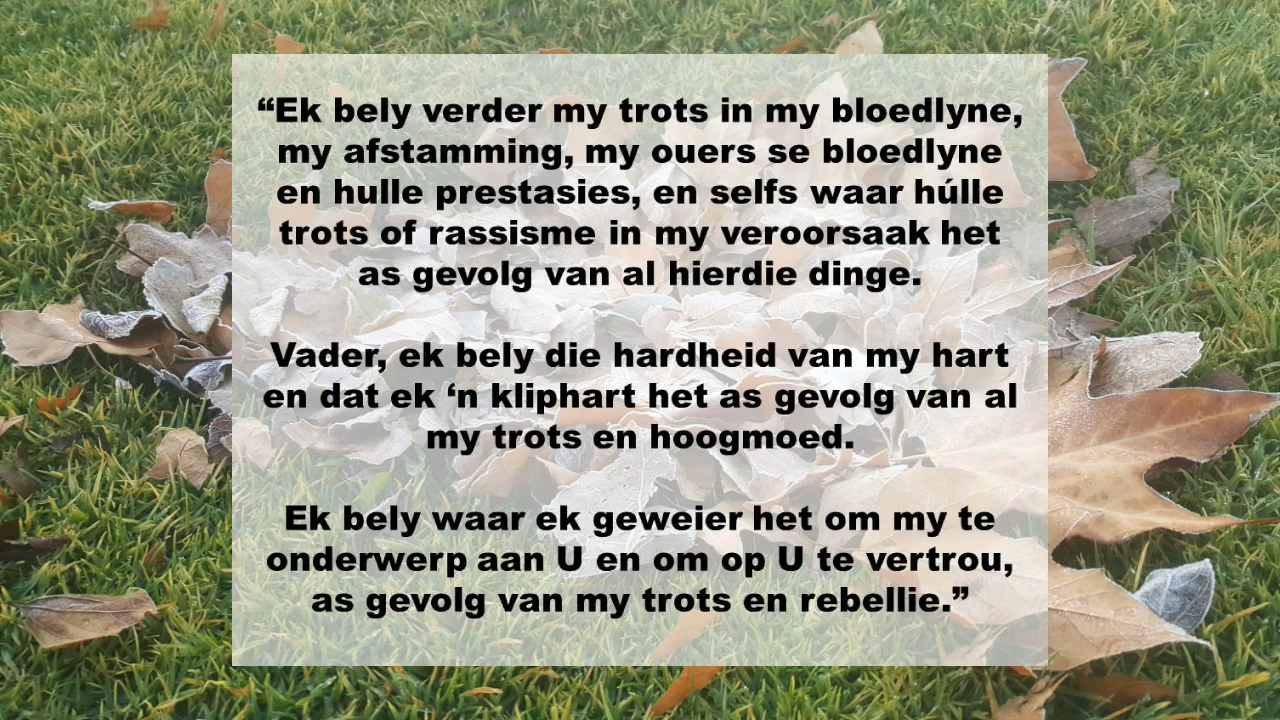 “Ek bely verder my trots in my bloedlyne,
my afstamming, my ouers se bloedlyne
en hulle prestasies, en selfs waar húlle
trots of rassisme in my veroorsaak het
as gevolg van al hierdie dinge.
Vader, ek bely die hardheid van my hart
en dat ek ‘n kliphart het as gevolg van al
my trots en hoogmoed.
Ek bely waar ek geweier het om my te
onderwerp aan U en om op U te vertrou,
as gevolg van my trots en rebellie.”